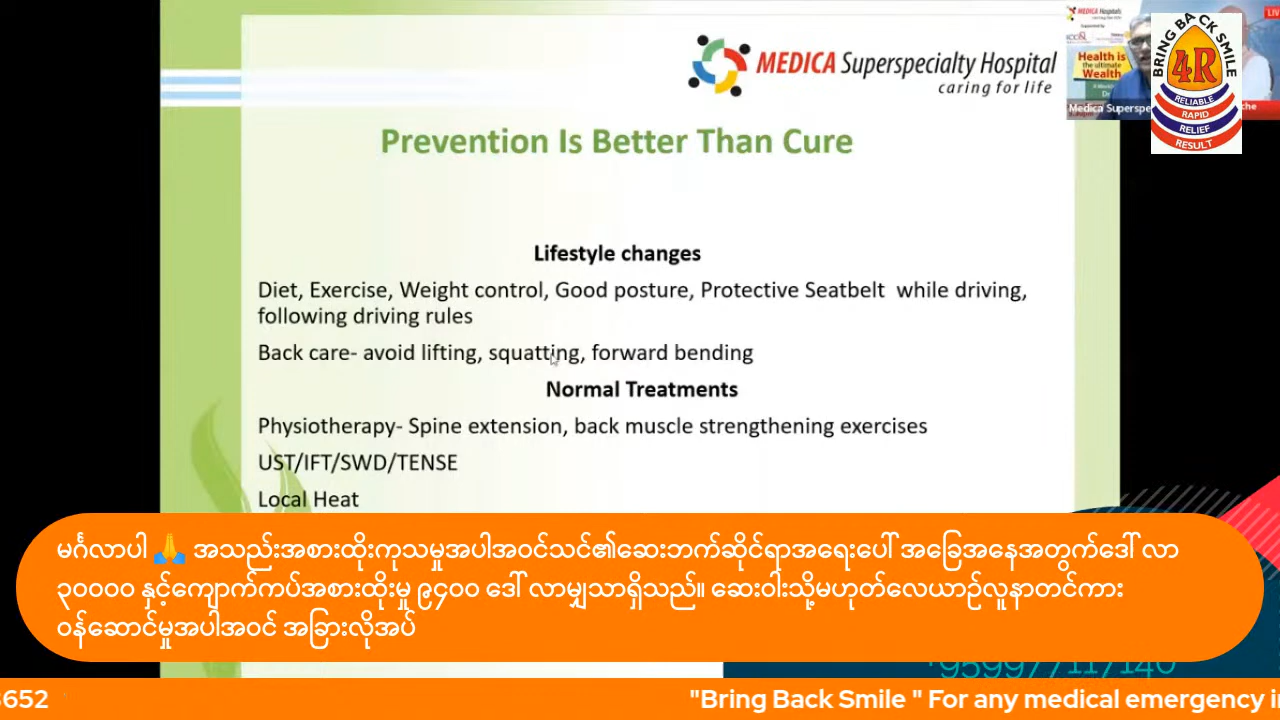 MEDICA Superspecialty Hospital
caring for life
Prevention Is Better Than Cure
Lifestyle changes
Diet, Exercise, Weight control, Good posture, Protective Seatbelt while driving,
following driving rules
Back care- avoid lifting, squatting, forward bending
Normal Treatments
Physiotherapy- Spine extension, back muscle strengthening exercises
UST/IFT/SWD/TENSE
Local Heat
MEDICA Hospitals
Health is
the ultimate
Wealth
Medica Superspe
LIV
BRING BACK SMILE
4R
RELIABLE
RAPID
RELIEF
RESULT
မင်္ဂလာပါ 🙏 အသည်းအစားထိုးကုသမှုအပါအဝင်သင်၏ဆေးဘက်ဆိုင်ရာအရေးပေါ် အခြေအနေအတွက်ဒေါ် လာ
၃၀၀၀၀ နှင့်ကျောက်ကပ်အစားထိုးမှု ၉၄၀၀ ဒေါ် လာမျှသာရှိသည်။ ဆေးဝါးသို့မဟုတ်လေယာဉ်လူနာတင်ကား
ဝန်ဆောင်မှုအပါအဝင် အခြားလိုအပ်
+959977117140
3652
"Bring Back Smile " For any medical emergency i